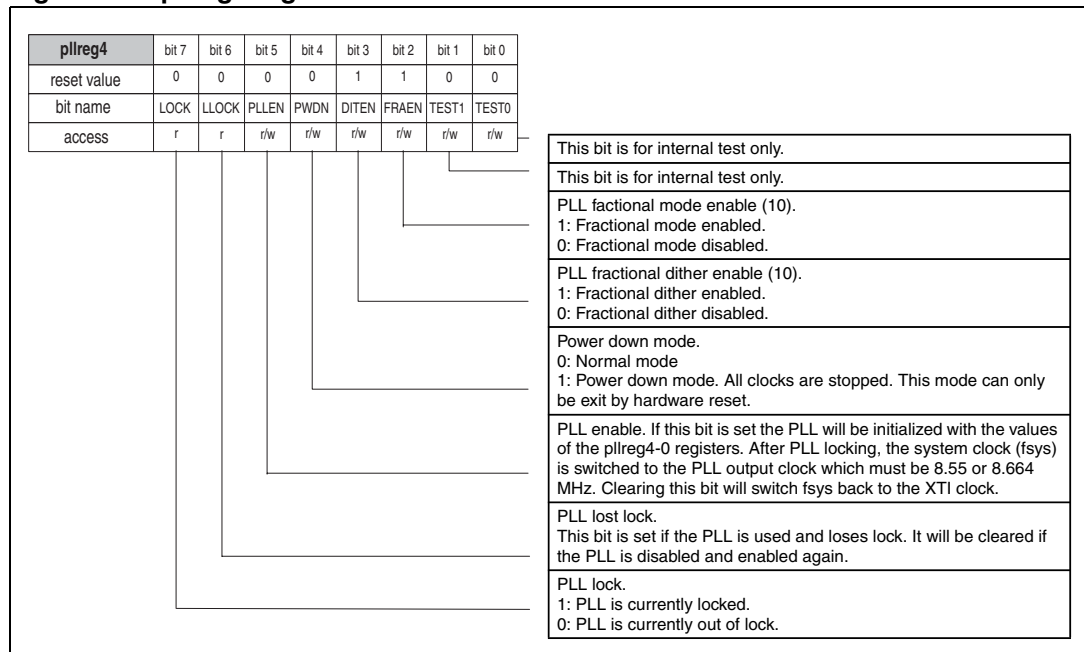 pllreg4 bit 7 bit 6 bit 5 bit 4 bit 3 bit 2 bit 1 bit 0
reset value 0 0 0 0 1 1 0 0
bit name LOCK LLOCK PLLEN PWDN DITEN FRAEN TEST1 TEST0
access r r r/w r/w r/w r/w r/w r/w
This bit is for internal test only.
This bit is for internal test only.
PLL factional mode enable (10).
1: Fractional mode enabled.
0: Fractional mode disabled.
PLL fractional dither enable (10).
1: Fractional dither enabled.
0: Fractional dither disabled.
Power down mode.
0: Normal mode
1: Power down mode. All clocks are stopped. This mode can only
be exit by hardware reset.
PLL enable. If this bit is set the PLL will be initialized with the values
of the pllreg4-0 registers. After PLL locking, the system clock (fsys)
is switched to the PLL output clock which must be 8.55 or 8.664
MHz. Clearing this bit will switch fsys back to the XTI clock.
PLL lost lock.
This bit is set if the PLL is used and loses lock. It will be cleared if
the PLL is disabled and enabled again.
PLL lock.
1: PLL is currently locked.
0: PLL is currently out of lock.